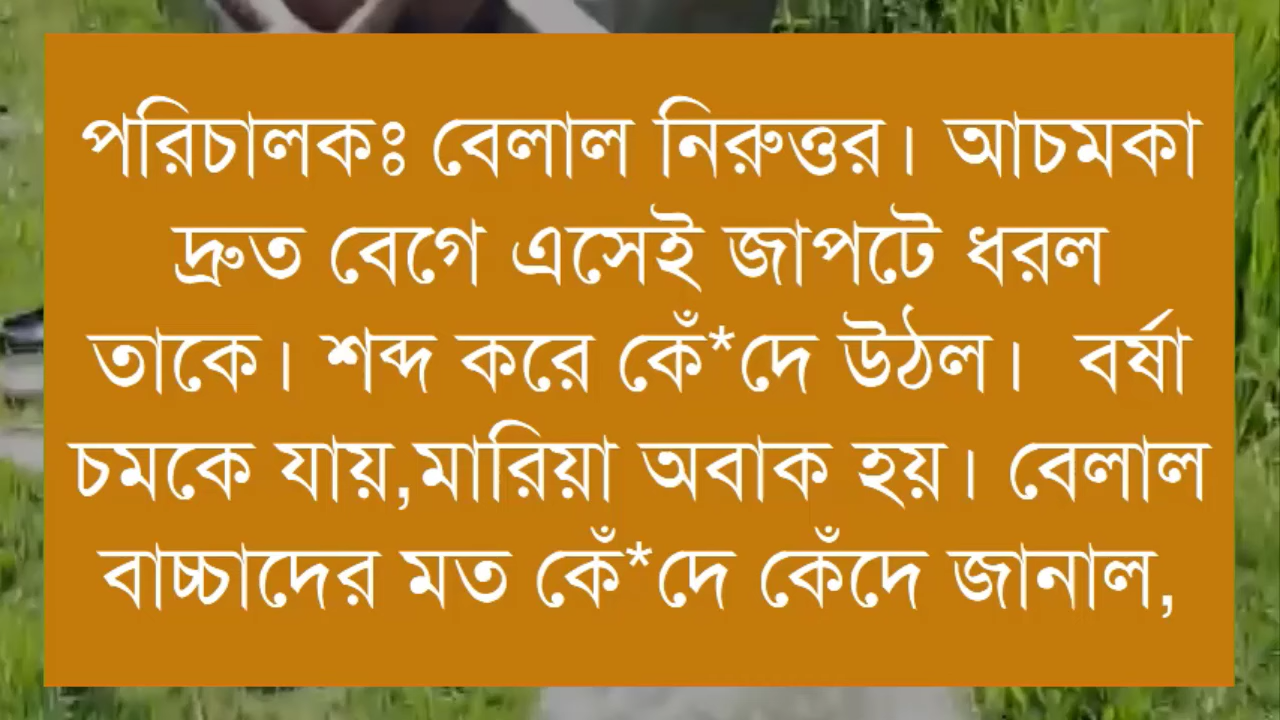 পরিচালকঃ বেলাল নিরুত্তর। আচমকা
দ্রুত বেগে এসেই জাপটে ধরল
তাকে। শব্দ করে কেঁ*দে উঠল। বর্ষা
চমকে যায়,মারিয়া অবাক হয়। বেলাল
বাচ্চাদের মত কেঁ*দে কেঁদে জানাল,